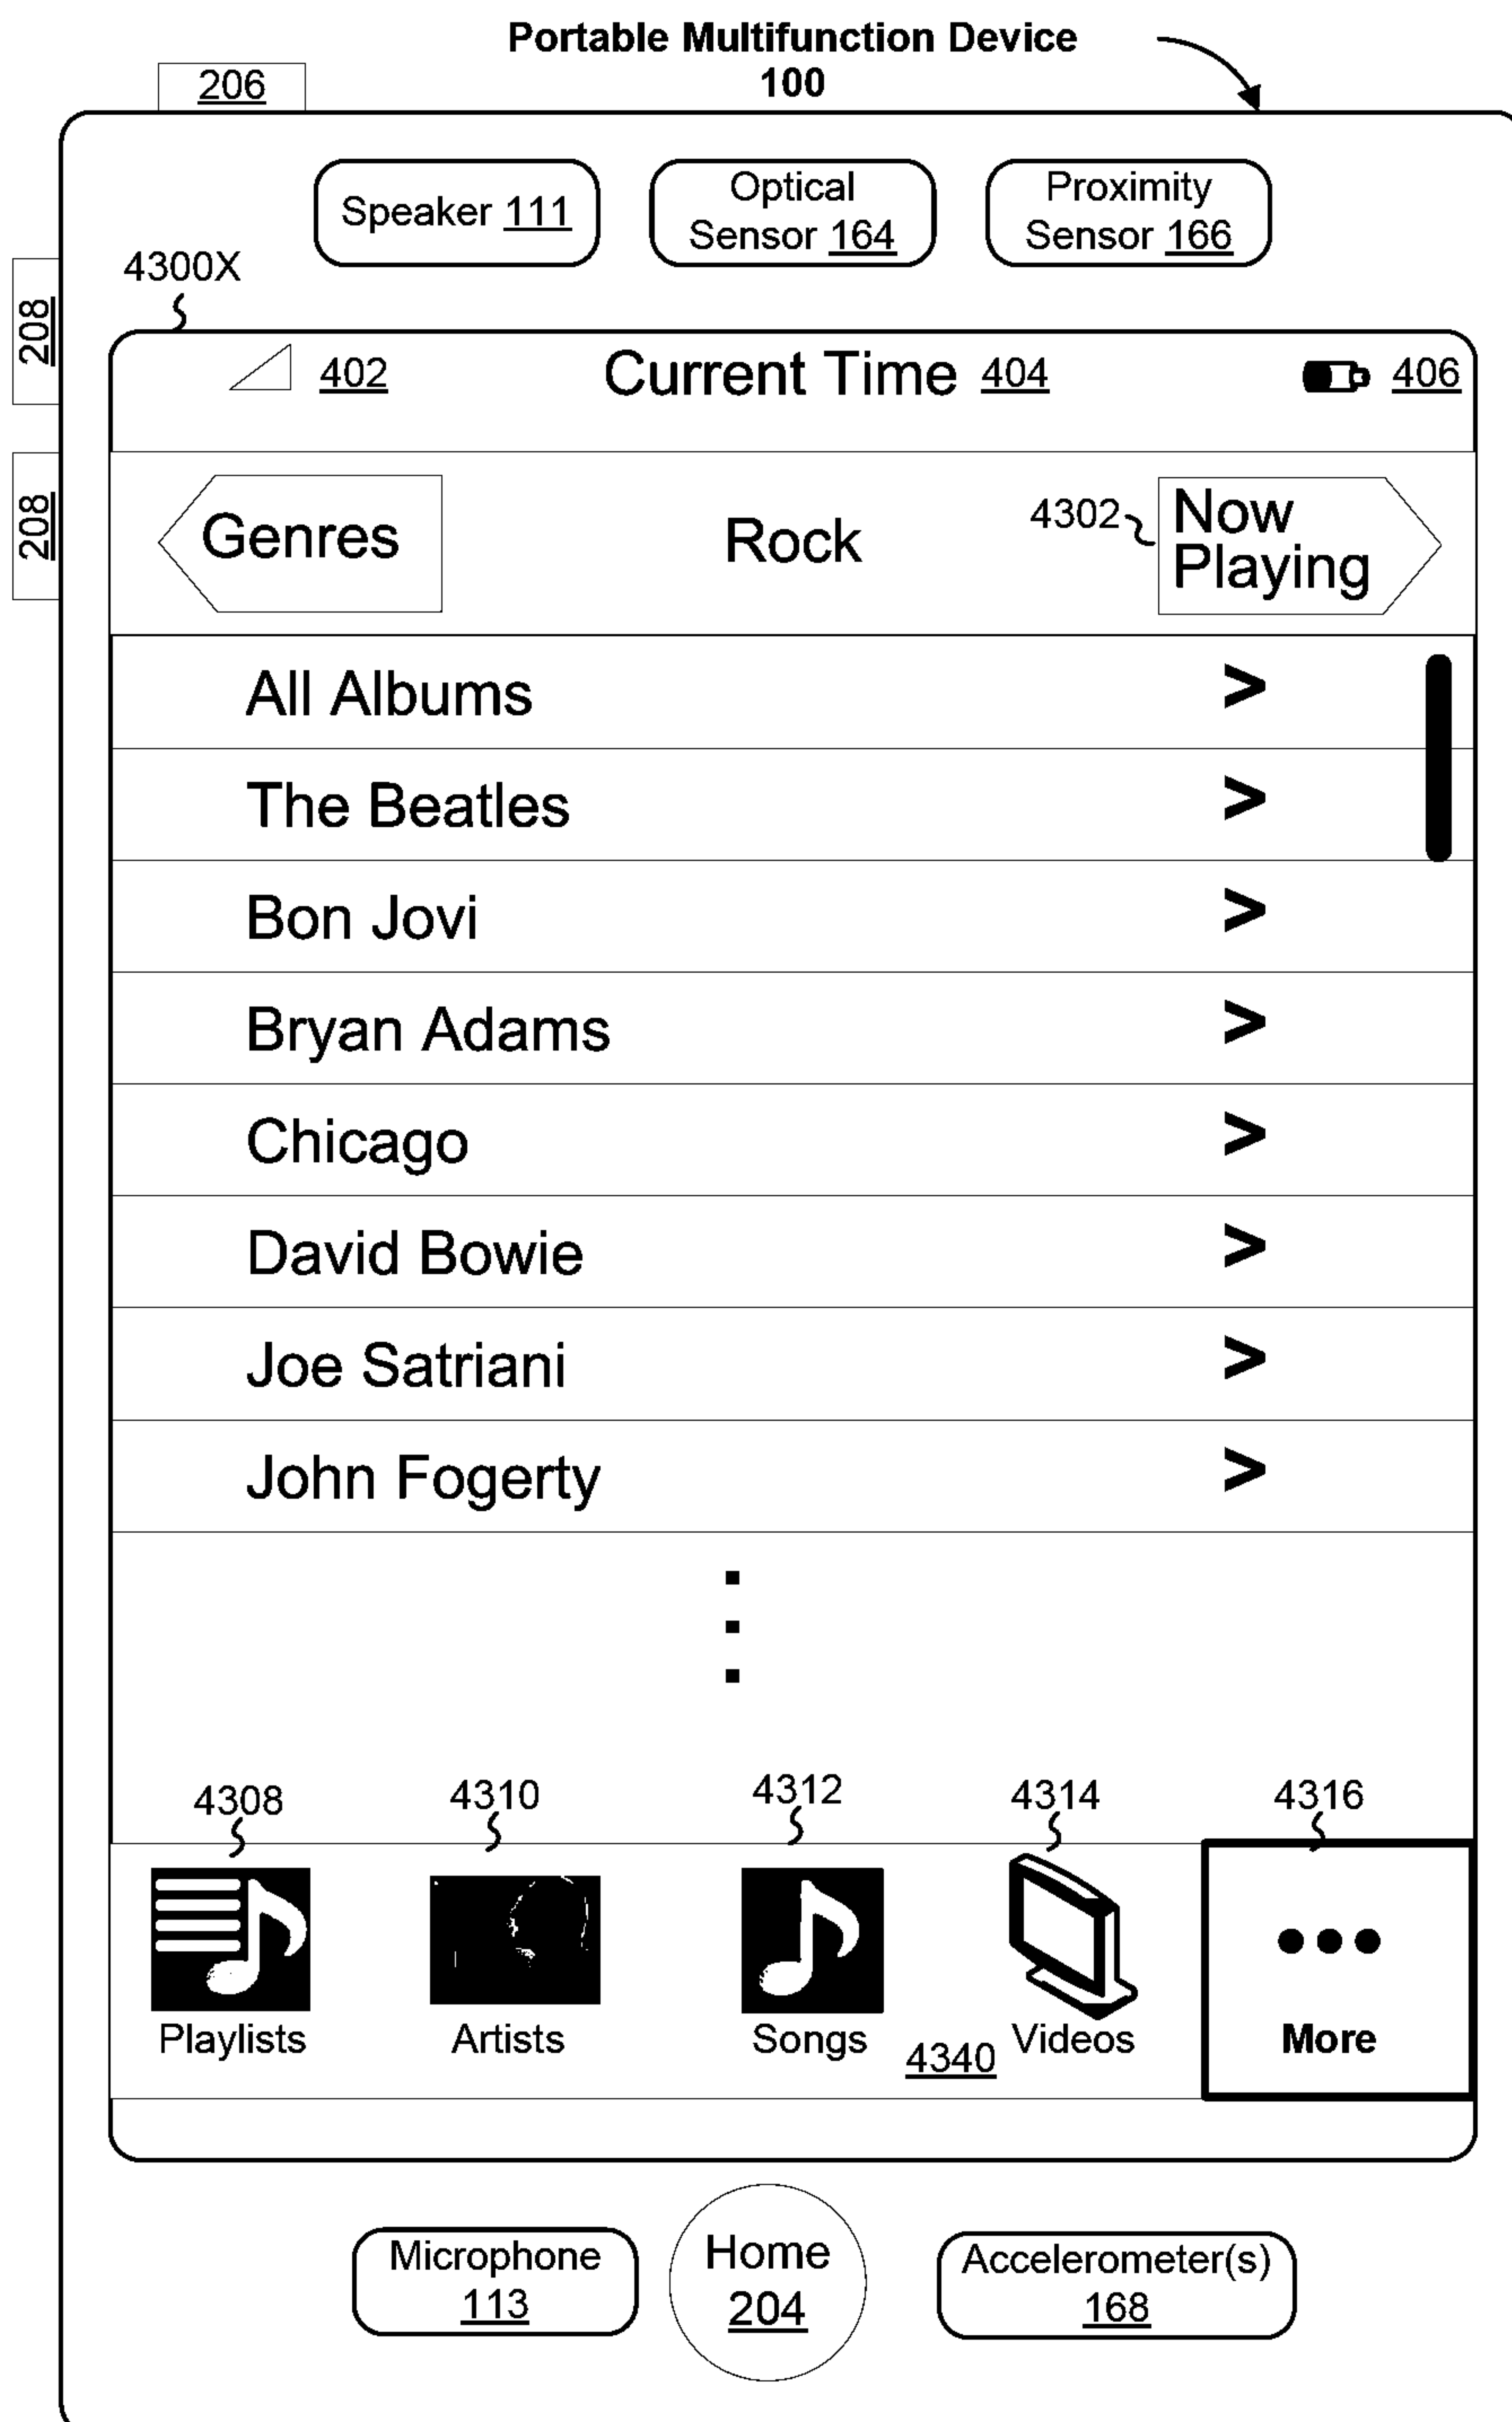 Portable Multifunction Device
100
206
Speaker 111
Optical
Sensor 164
Proximity
Sensor 166
4300X
208
208
402
Current Time 404
406
Genres
Rock
4302
Now
Playing
All Albums >
The Beatles >
Bon Jovi >
Bryan Adams >
Chicago >
David Bowie >
Joe Satriani >
John Fogerty >
4308
4310
4312
4314
4316
Playlists
Artists
Songs
4340
Videos
More
Microphone
113
Home
204
Accelerometer(s)
168